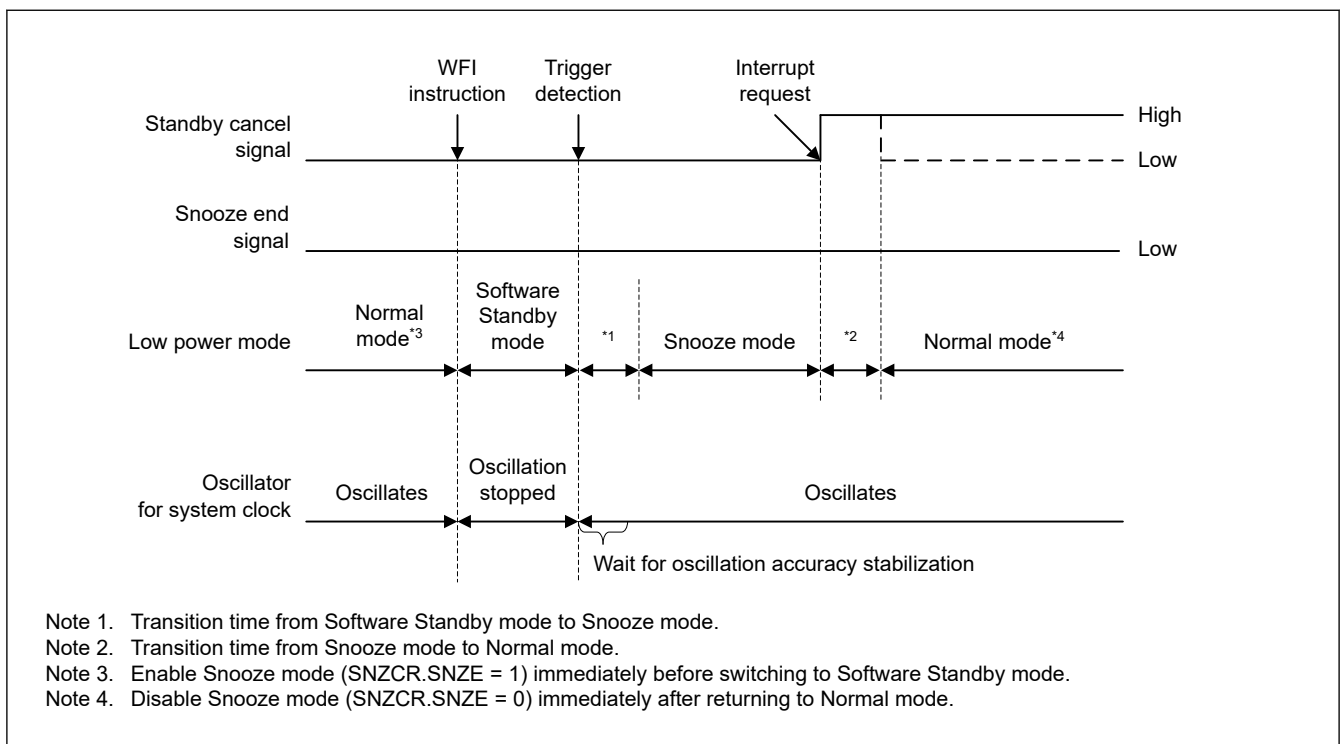 WFI
instruction
Trigger
detection
Interrupt
request
Standby cancel
signal
High
Low
Snooze end
signal
Low
Low power mode
Normal
mode*3
Software
Standby
mode
*1
Snooze mode
*2
Normal mode*4
Oscillator
for system clock
Oscillates
Oscillation
stopped
Oscillates
Wait for oscillation accuracy stabilization
Note 1. Transition time from Software Standby mode to Snooze mode.
Note 2. Transition time from Snooze mode to Normal mode.
Note 3. Enable Snooze mode (SNZCR.SNZE = 1) immediately before switching to Software Standby mode.
Note 4. Disable Snooze mode (SNZCR.SNZE = 0) immediately after returning to Normal mode.